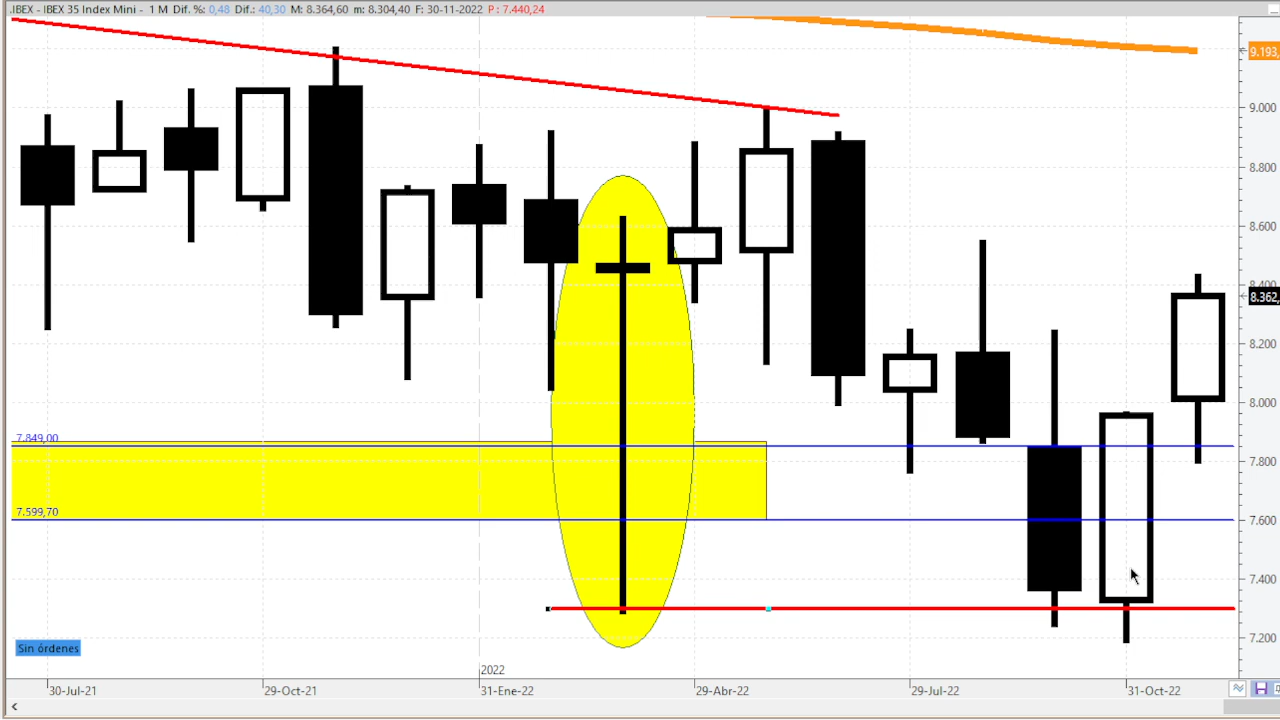 IBEX - IBEX 35 Index Mini - 1 M Dif. %: 0,48 Dif.: 40,30 M: 8.364,60 m: 8.304,40 F: 30-11-2022 P : 7.440,24
9.193,
9.000
8.800
8.600
8.400
8.362,
8.200
8.000
7.849,00
7.800
7.599,70
7.600
7.400
7.200
Sin órdenes
2022
30-Jul-21
29-Oct-21
31-Ene-22
29-Abr-22
29-Jul-22
31-Oct-22